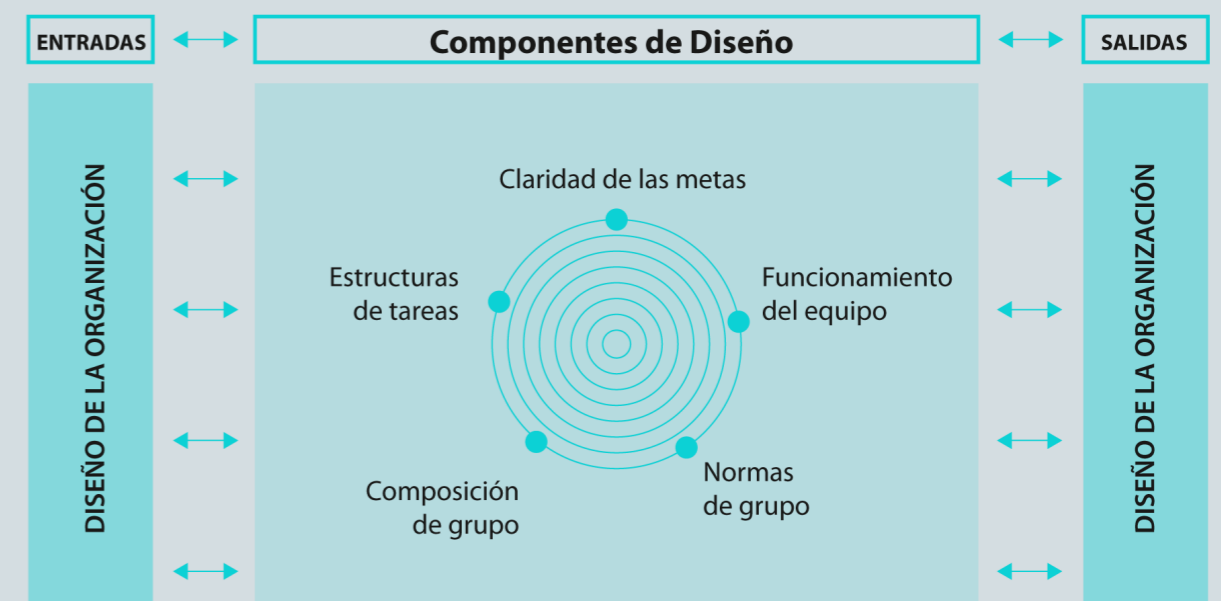 ENTRADAS
Componentes de Diseño
SALIDAS
DISEÑO DE LA ORGANIZACIÓN
Claridad de las metas
Estructuras
de tareas
Funcionamiento
del equipo
Composición
de grupo
Normas
de grupo
DISEÑO DE LA ORGANIZACIÓN